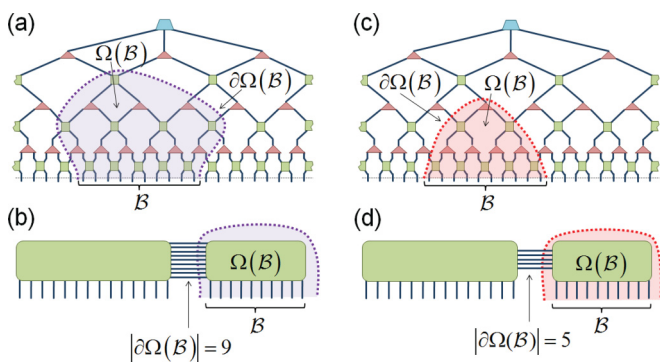 (a)
Ω(ℬ)
∂Ω(ℬ)
ℬ
(b)
Ω(ℬ)
ℬ
|∂Ω(ℬ)| = 9
(c)
∂Ω(ℬ)
Ω(ℬ)
ℬ
(d)
Ω(ℬ)
ℬ
|∂Ω(ℬ)| = 5